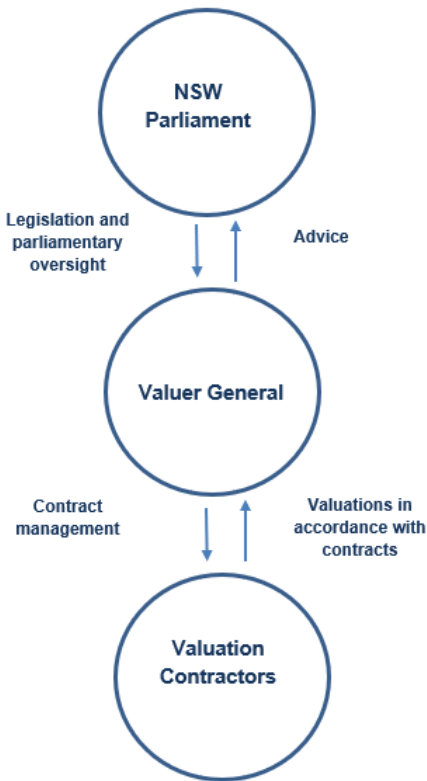 NSW
Parliament
Legislation and
parliamentary
oversight
Advice
Valuer General
Contract
management
Valuations in
accordance with
contracts
Valuation
Contractors